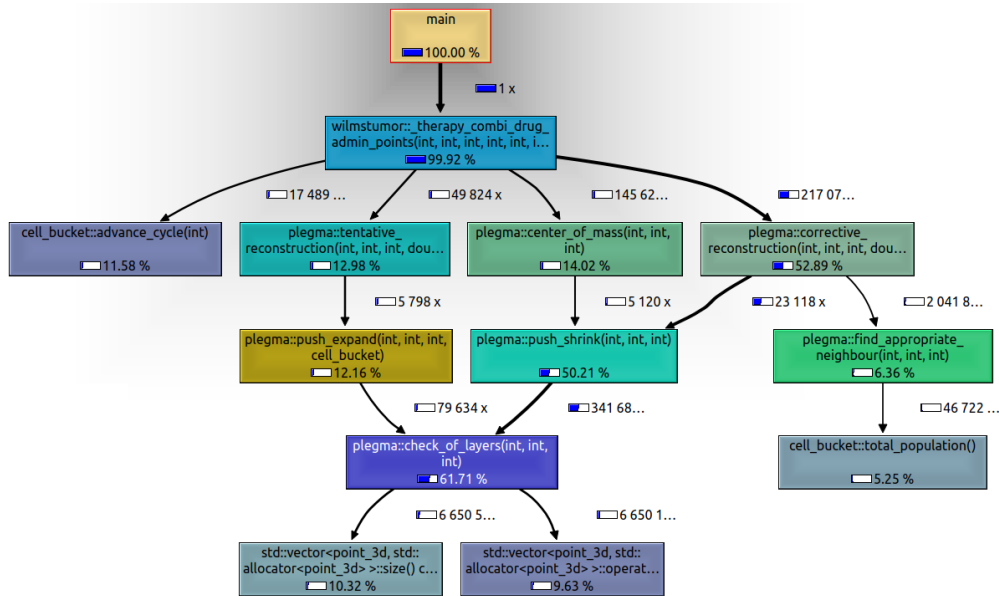 main
100.00 %
1 x
wilmstumor::_therapy_combi_drug_
admin_points(int, int, int, int, int, i...
99.92 %
17 489 ...
49 824 x
145 62...
217 07...
cell_bucket::advance_cycle(int)
11.58 %
plegma::tentative_
reconstruction(int, int, int, dou...
12.98 %
plegma::center_of_mass(int, int,
int)
14.02 %
plegma::corrective_
reconstruction(int, int, int, dou...
52.89 %
5 798 x
5 120 x
23 118 x
2 041 8...
plegma::push_expand(int, int, int,
cell_bucket)
12.16 %
plegma::push_shrink(int, int, int)
50.21 %
plegma::find_appropriate_
neighbour(int, int, int)
6.36 %
79 634 x
341 68...
46 722 ...
plegma::check_of_layers(int, int,
int)
61.71 %
cell_bucket::total_population()
5.25 %
6 650 5...
6 650 1...
std::vector<point_3d, std::
allocator<point_3d> >::size() c...
10.32 %
std::vector<point_3d, std::
allocator<point_3d> >::operat...
9.63 %